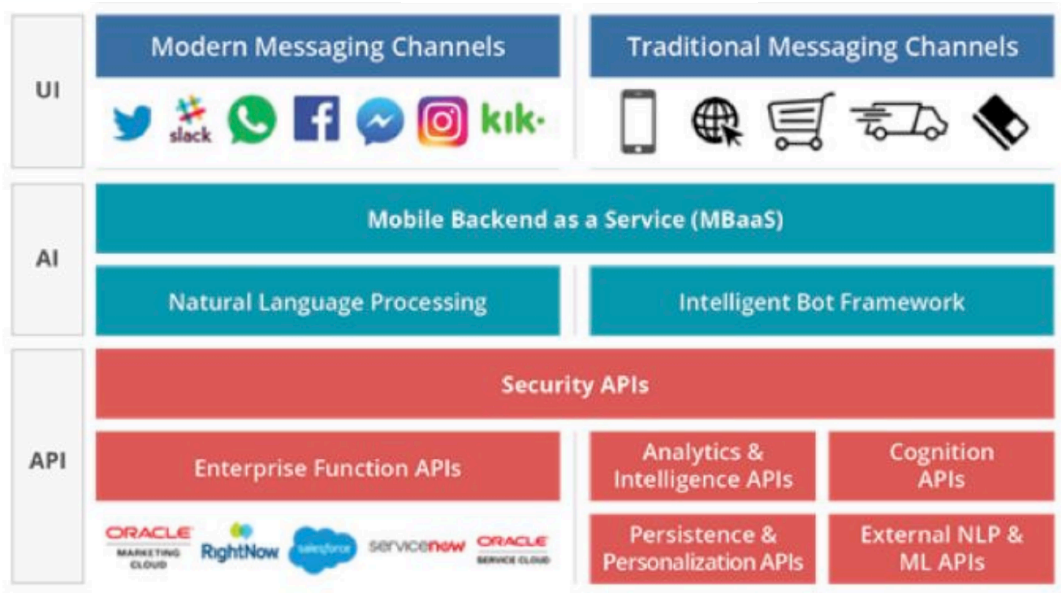 UI
Modern Messaging Channels
Traditional Messaging Channels
slack
kik.
AI
Mobile Backend as a Service (MBaaS)
Natural Language Processing
Intelligent Bot Framework
API
Security APIs
Enterprise Function APIs
Analytics &
Intelligence APIs
Cognition
APIs
ORACLE
MARKETING
CLOUD
RightNow
salesforce
servicenow
ORACLE
SERVICE CLOUD
Persistence &
Personalization APIs
External NLP &
ML APIs